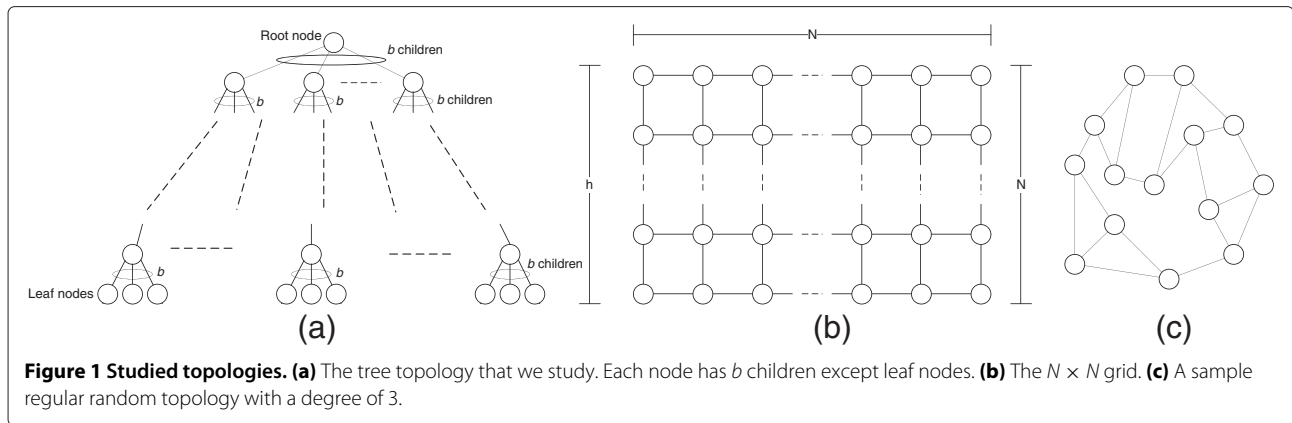 Root node
b children
b
b
b children
b
b
b children
Leaf nodes
h
(a)
N
N
(b)
(c)
Figure 1 Studied topologies. (a) The tree topology that we study. Each node has b children except leaf nodes. (b) The N × N grid. (c) A sample
regular random topology with a degree of 3.